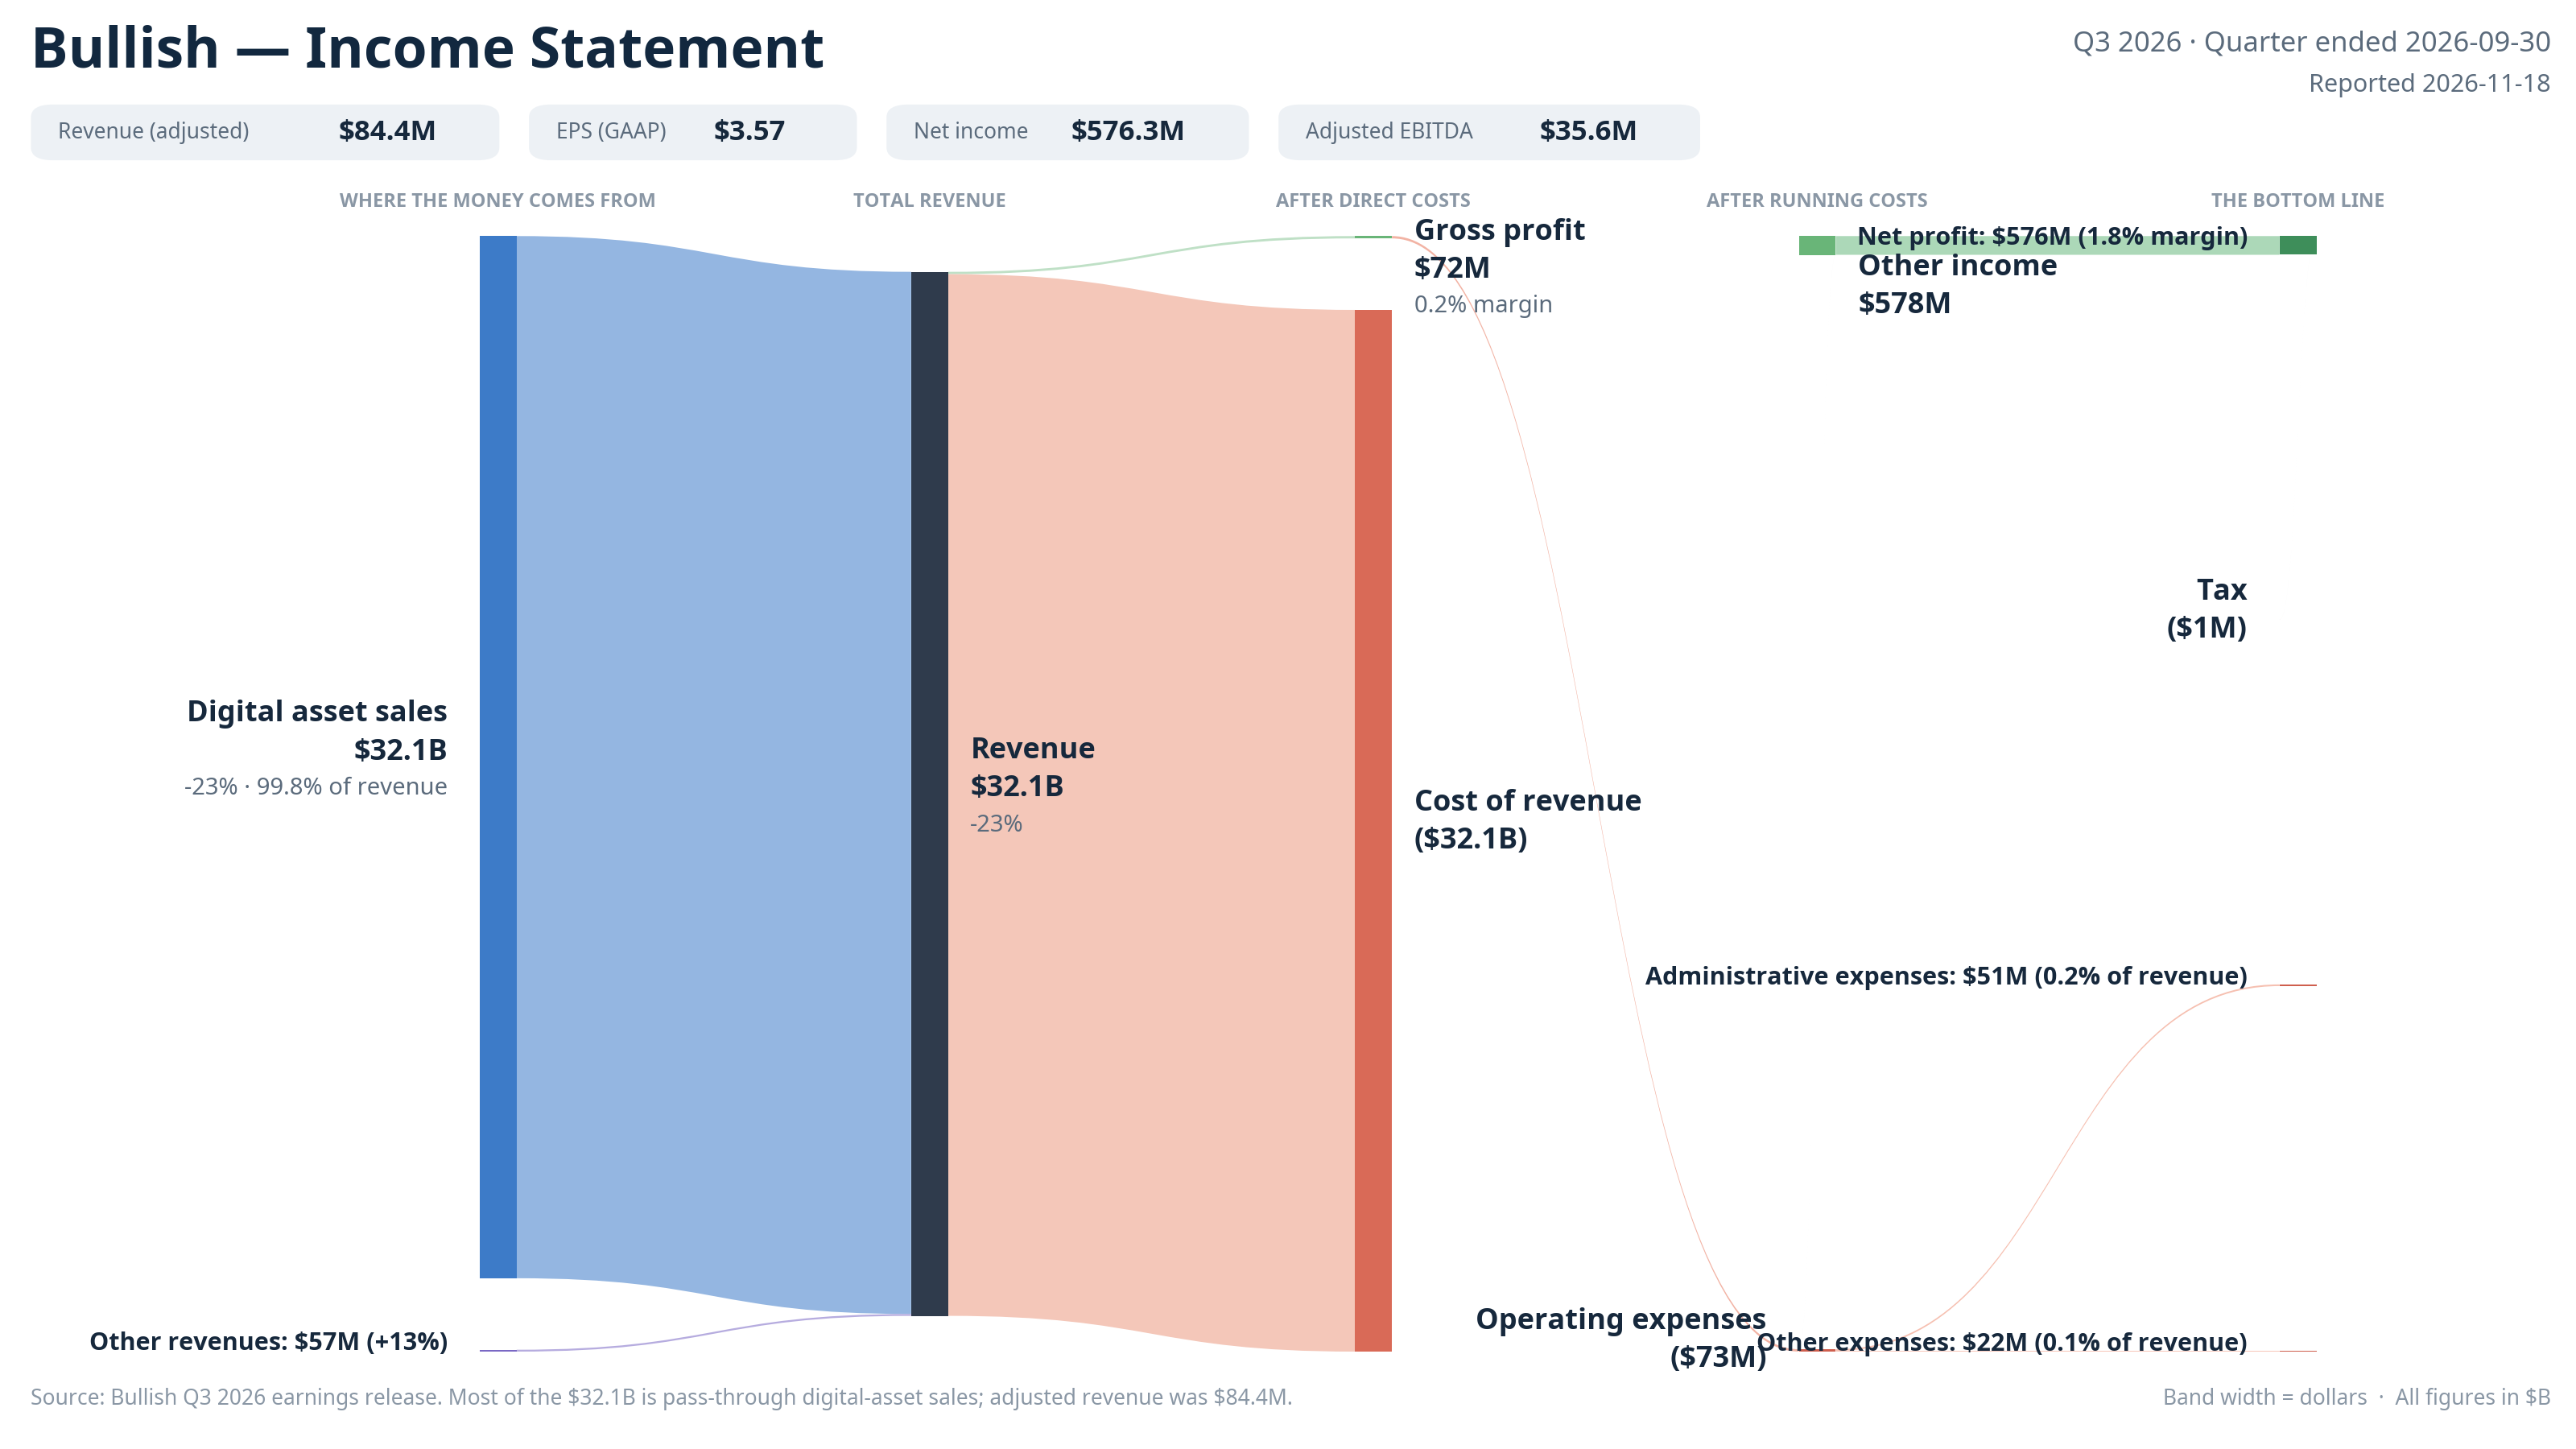 Bullish — Income Statement
Q3 2026 · Quarter ended 2026-09-30
Reported 2026-11-18
Revenue (adjusted) $84.4M
EPS (GAAP) $3.57
Net income $576.3M
Adjusted EBITDA $35.6M
WHERE THE MONEY COMES FROM
TOTAL REVENUE
AFTER DIRECT COSTS
AFTER RUNNING COSTS
THE BOTTOM LINE
Gross profit
$72M
0.2% margin
Net profit: $576M (1.8% margin)
Other income
$578M
Tax
($1M)
Digital asset sales
$32.1B
-23% · 99.8% of revenue
Revenue
$32.1B
-23%
Cost of revenue
($32.1B)
Administrative expenses: $51M (0.2% of revenue)
Operating expenses
($73M)
Other expenses: $22M (0.1% of revenue)
Other revenues: $57M (+13%)
Source: Bullish Q3 2026 earnings release. Most of the $32.1B is pass-through digital-asset sales; adjusted revenue was $84.4M.
Band width = dollars · All figures in $B